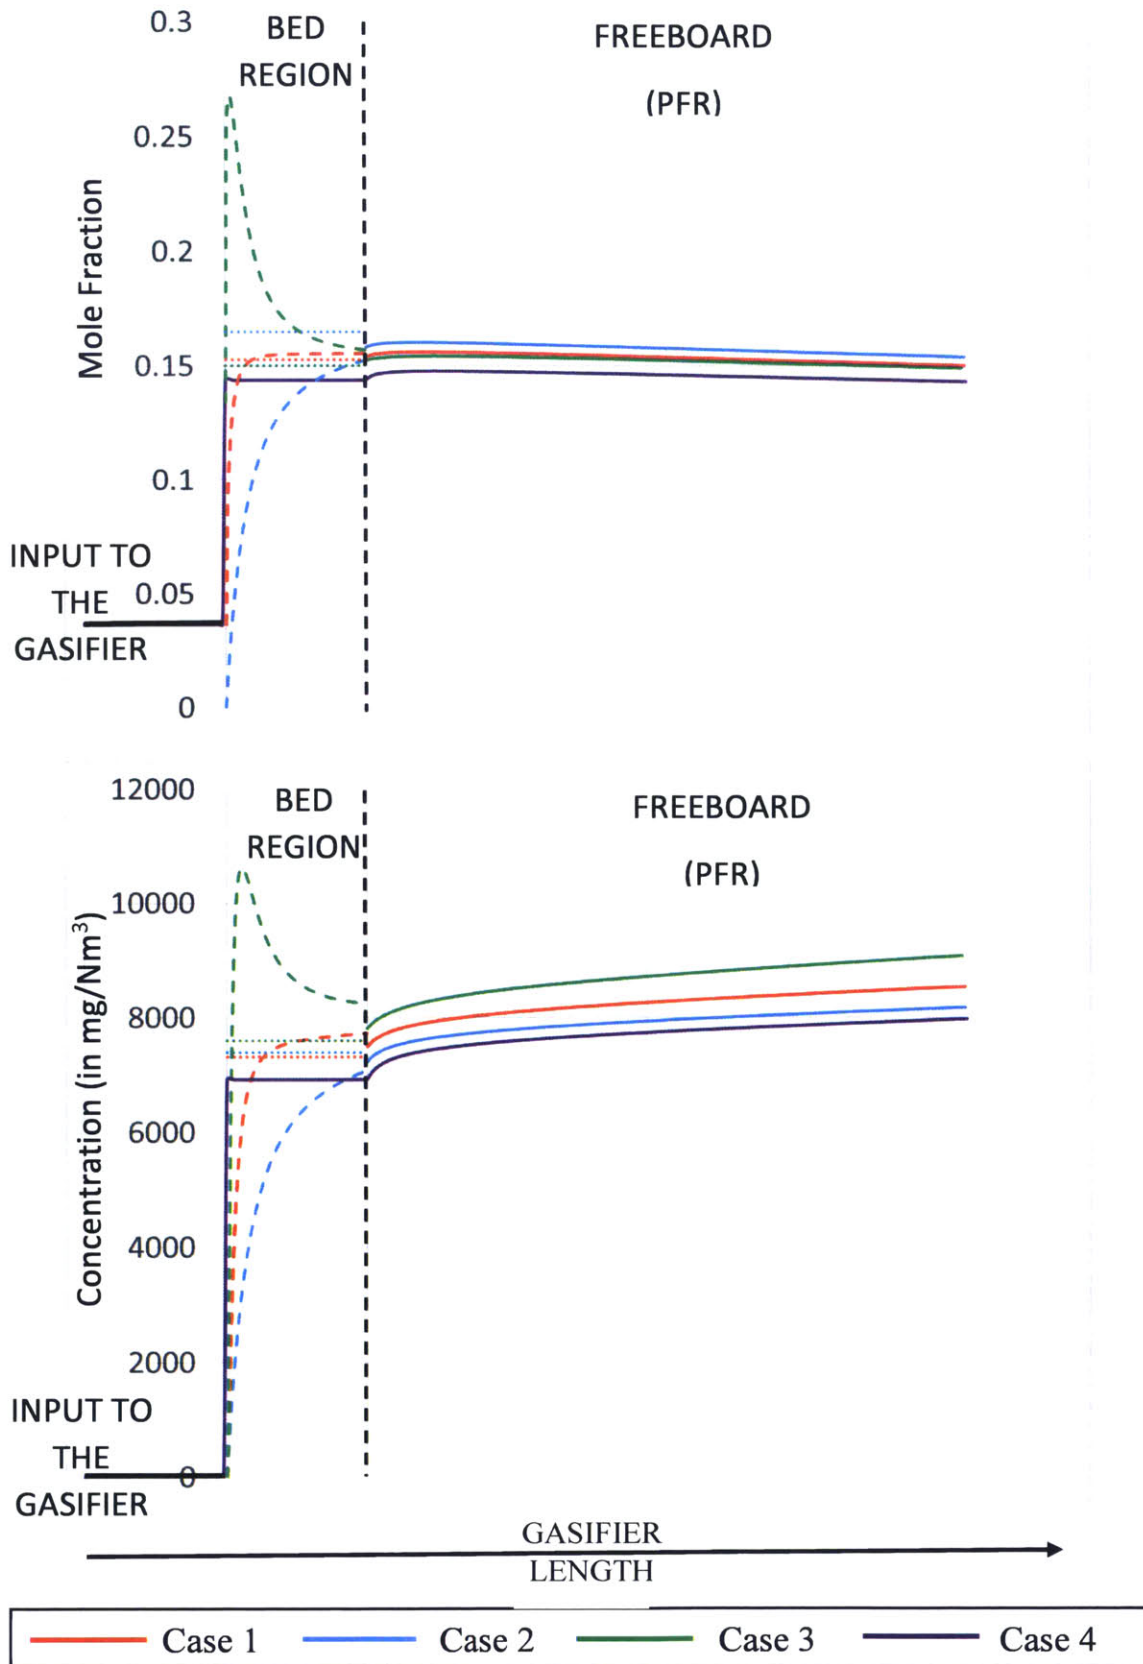 0.3
BED
REGION
FREEBOARD
(PFR)
0.25
0.2
Mole Fraction
0.15
0.1
INPUT TO
THE
GASIFIER
0.05
0
12000
BED
REGION
FREEBOARD
(PFR)
10000
8000
Concentration (in mg/Nm³)
6000
4000
2000
INPUT TO
THE
GASIFIER
0
GASIFIER
LENGTH
Case 1 Case 2 Case 3 Case 4